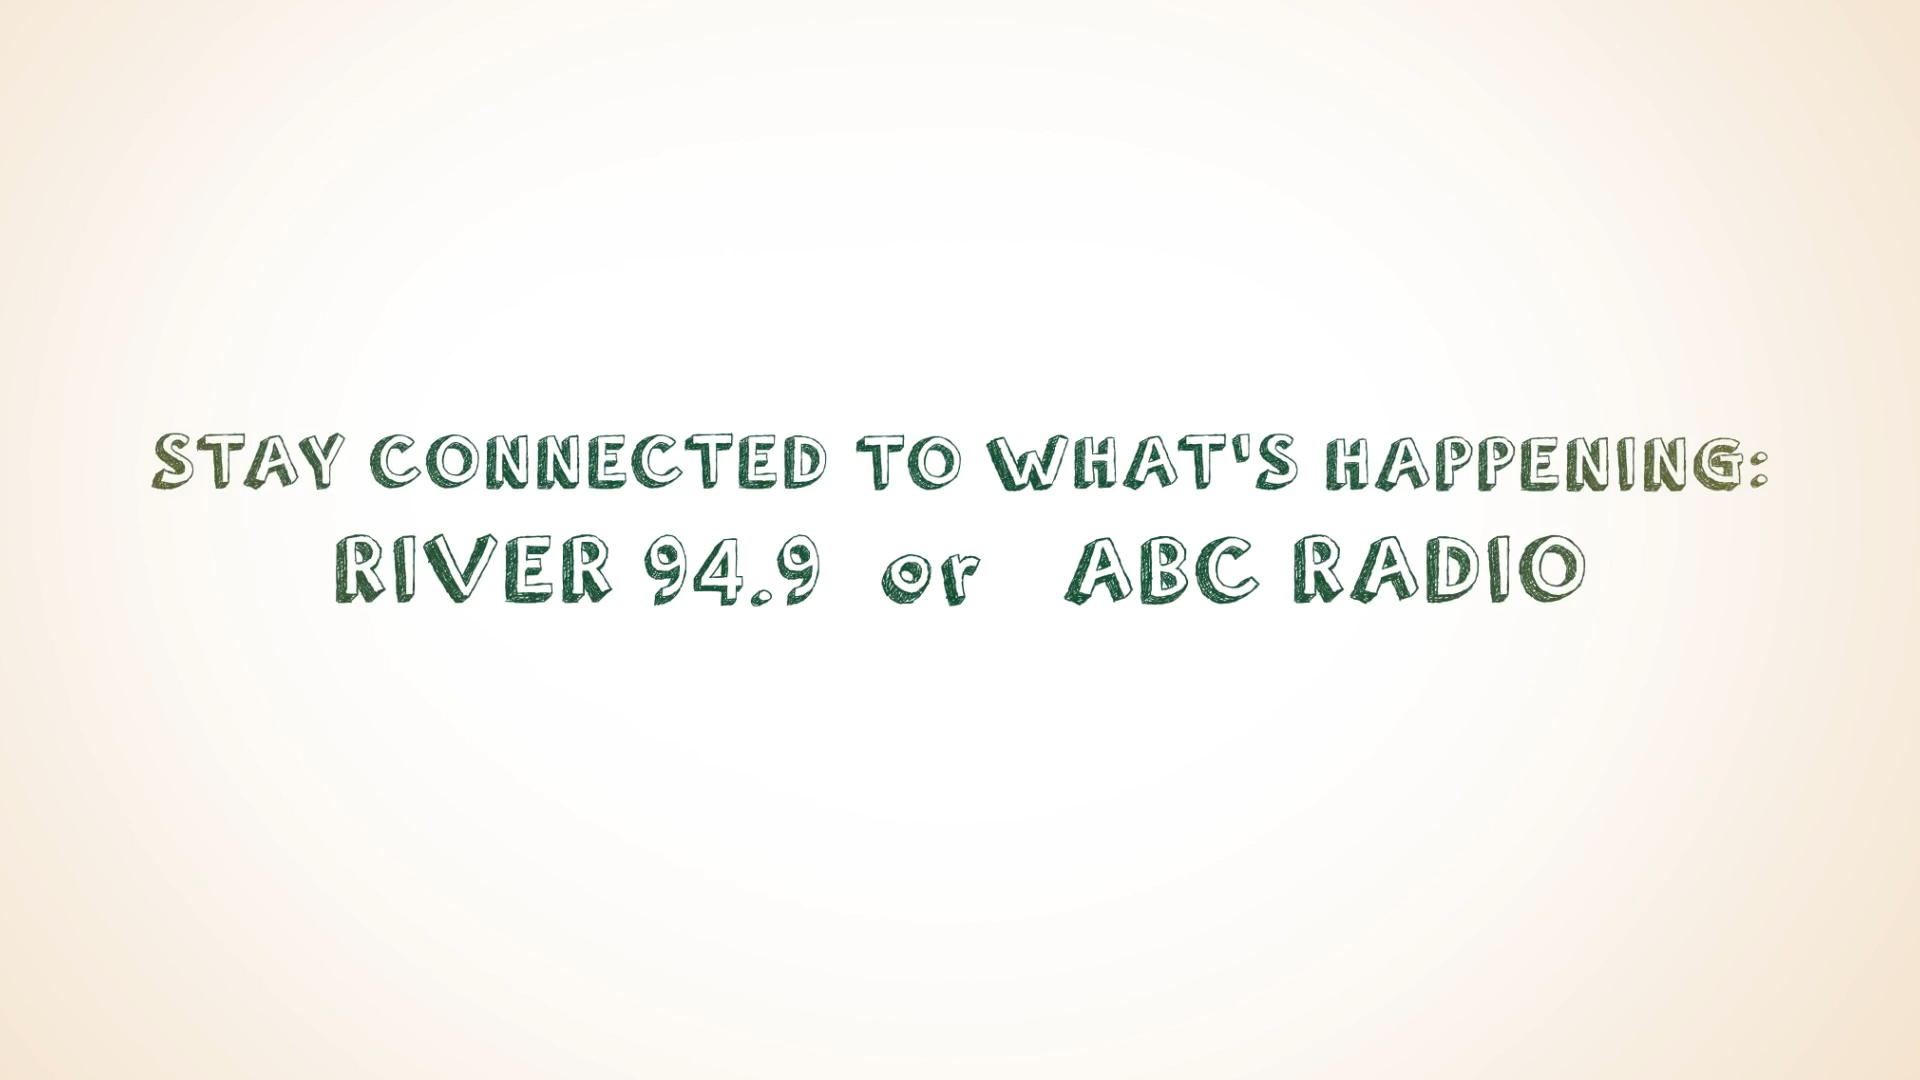 STAY CONNECTED TO WHAT'S HAPPENING:
RIVER 94.9 or ABC RADIO